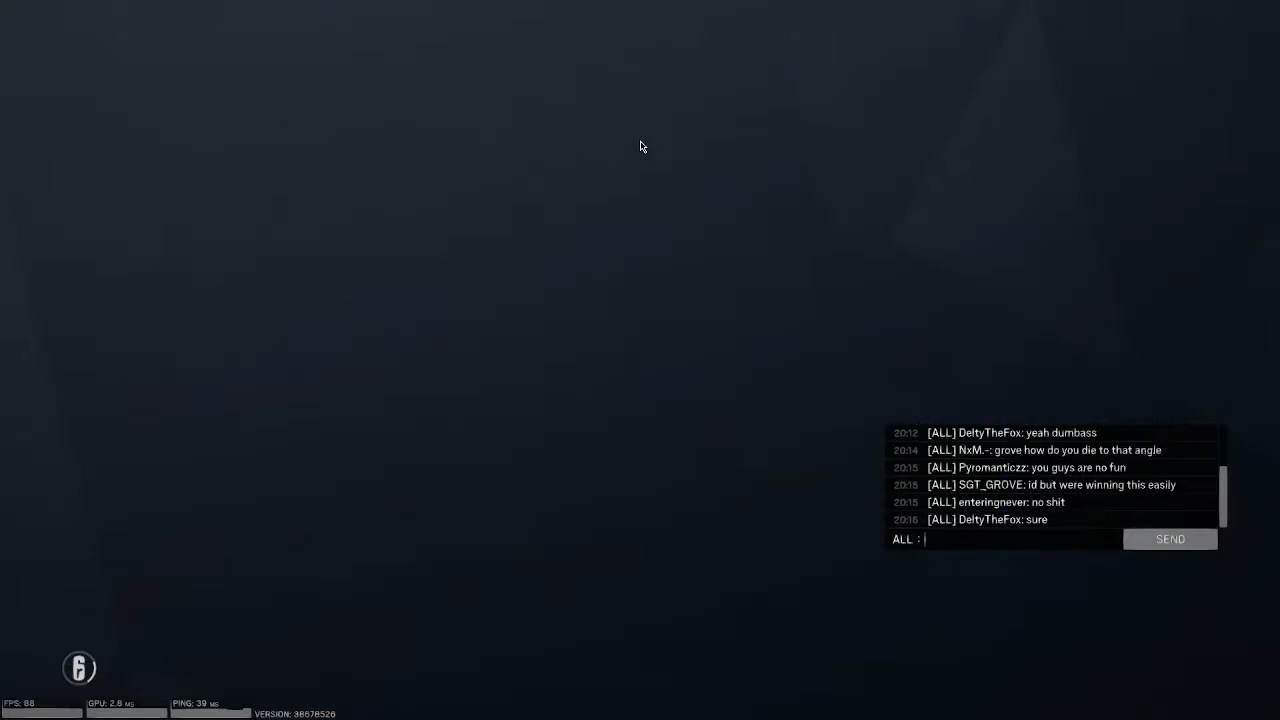 20:12 [ALL] DeltyTheFox: yeah dumbass
20:14 [ALL] NxM.-: grove how do you die to that angle
20:15 [ALL] Pyromanticzz: you guys are no fun
20:15 [ALL] SGT_GROVE: id but were winning this easily
20:15 [ALL] enteringnever: no shit
20:16 [ALL] DeltyTheFox: sure
ALL : SEND
6
FPS: 88 GPU: 2.8 MS PING: 39 MS VERSION: 38678526